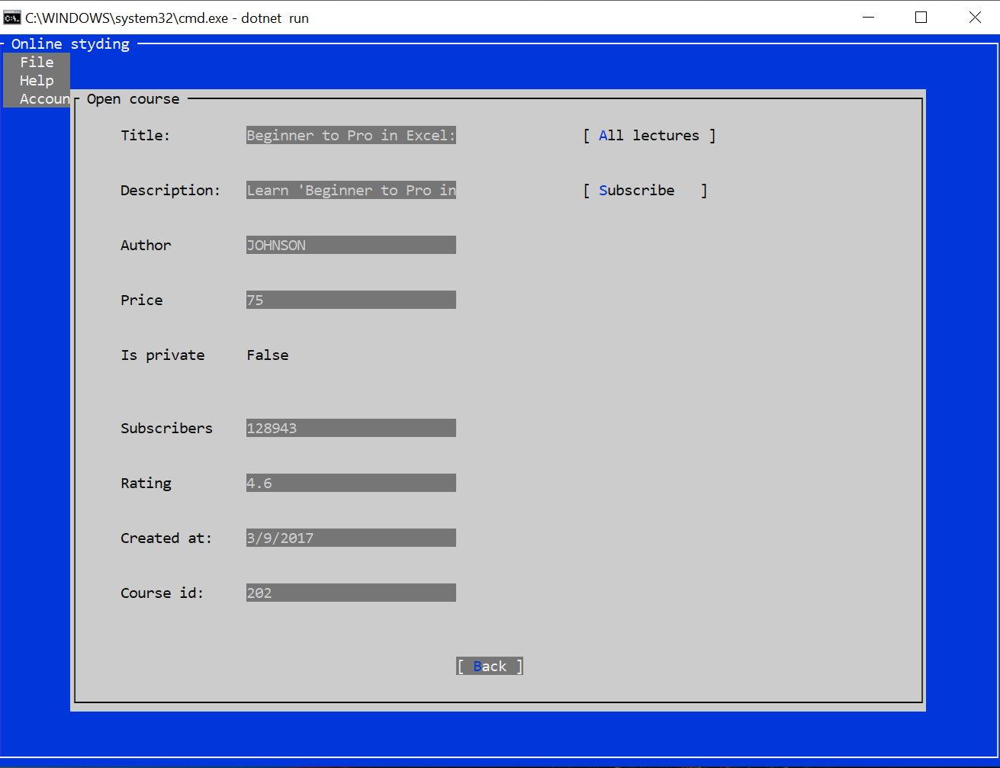 C:\WINDOWS\system32\cmd.exe - dotnet  run
Online styding
File
Help
Accoun
Open course
Title: Beginner to Pro in Excel: [ All lectures ]
Description: Learn 'Beginner to Pro in [ Subscribe   ]
Author JOHNSON
Price 75
Is private False
Subscribers 128943
Rating 4.6
Created at: 3/9/2017
Course id: 202
[ Back ]